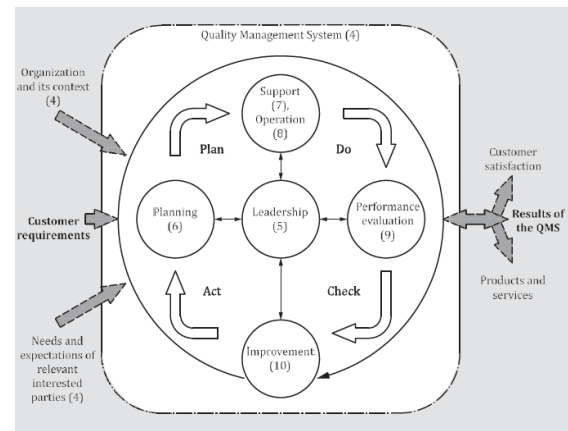 Quality Management System (4)
Organization
and its context
(4)
Support
(7),
Operation
(8)
Plan
Do
Customer
satisfaction
Customer
requirements
Planning
(6)
Leadership
(5)
Performance
evaluation
(9)
Results of
the QMS
Act
Check
Products and
services
Needs and
expectations of
relevant
interested
parties (4)
Improvement
(10)